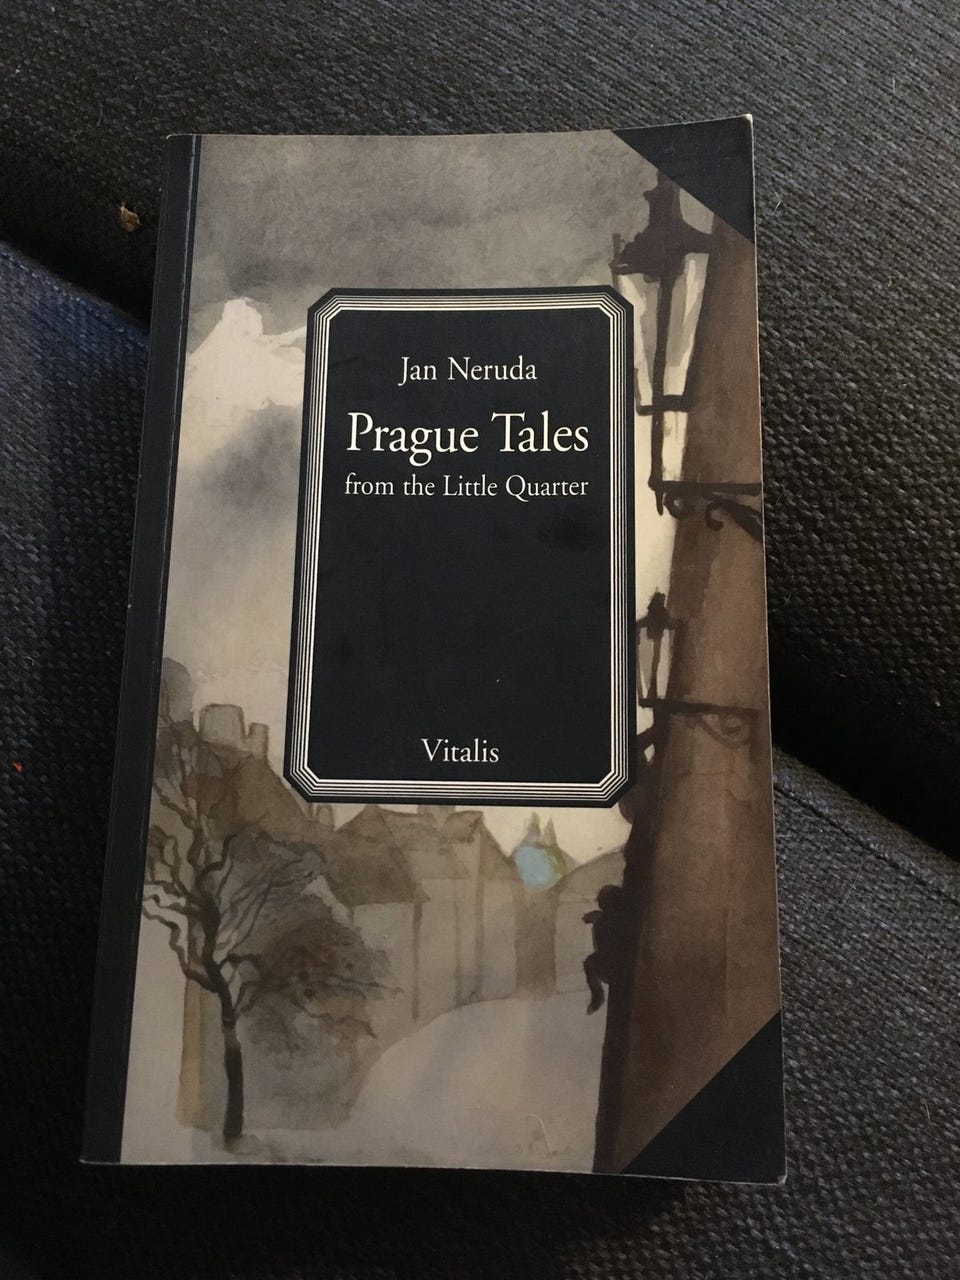 Jan Neruda
Prague Tales
from the Little Quarter
Vitalis